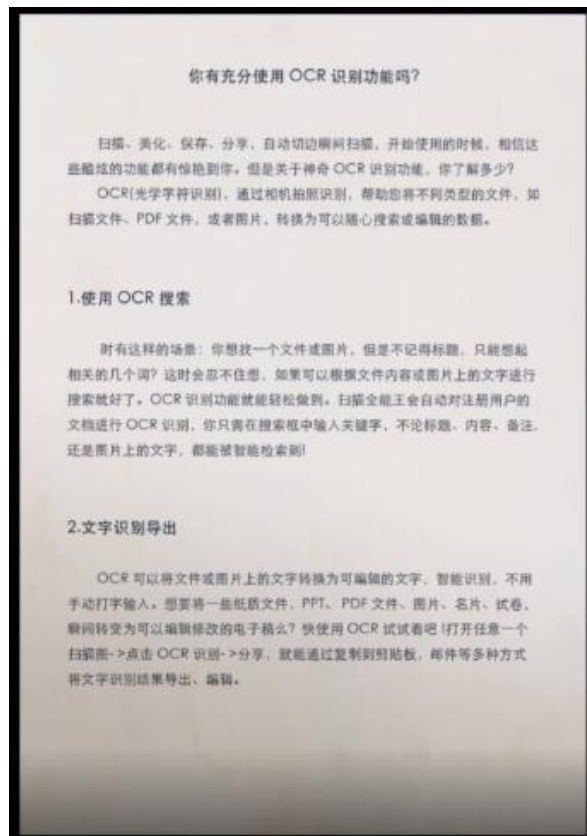 你有充分使用 OCR 识别功能吗?
扫描、美化、保存、分享，自动切边瞬间扫描，开始使用的时候，相信这
些酷炫的功能都有惊艳到你。但是关于神奇 OCR 识别功能，你了解多少?
OCR(光学字符识别)，通过相机拍照识别，帮助您将不同类型的文件，如
扫描文件、PDF 文件，或者图片，转换为可以随心搜索或编辑的数据。
1.使用 OCR 搜索
时有这样的场景：你想找一个文件或图片，但是不记得标题，只能想起
相关的几个词？这时会忍不住想，如果可以根据文件内容或图片上的文字进行
搜索就好了。OCR 识别功能就能轻松做到。扫描全能王会自动对注册用户的
文档进行 OCR 识别，你只需在搜索框中输入关键字，不论标题、内容、备注，
还是图片上的文字，都能被智能检索到!
2.文字识别导出
OCR 可以将文件或图片上的文字转换为可编辑的文字，智能识别，不用
手动打字输入。想要将一些纸质文件，PPT、PDF 文件、图片、名片、试卷，
瞬间转变为可以编辑修改的电子稿么？快使用 OCR 试试看吧 !打开任意一个
扫描图->点击 OCR 识别->分享，就能通过复制到剪贴板，邮件等多种方式
将文字识别结果导出、编辑。